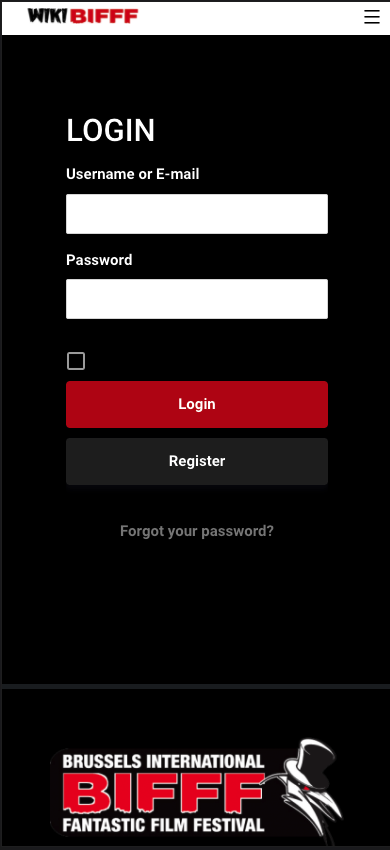 WIKI BIFFF
LOGIN
Username or E-mail
Password
Login
Register
Forgot your password?
BRUSSELS INTERNATIONAL
BIFFF
FANTASTIC FILM FESTIVAL